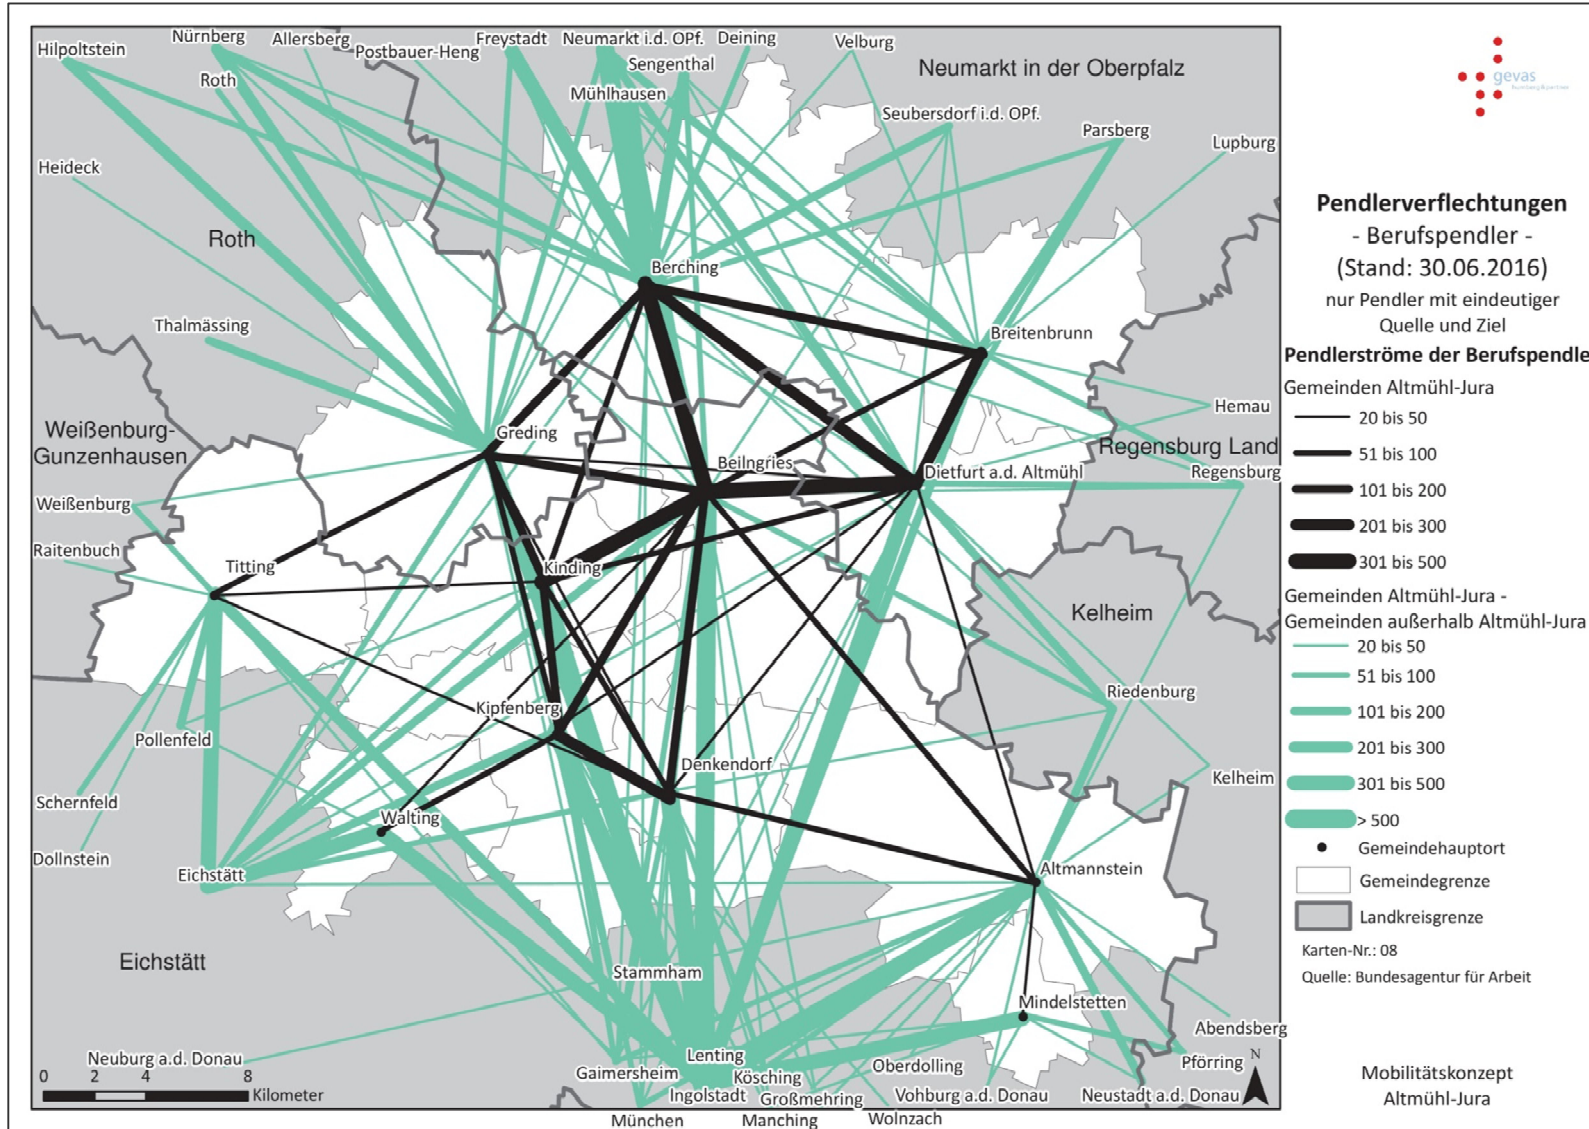 Hilpoltstein
Nürnberg
Allersberg
Postbauer-Heng
Freystadt
Neumarkt i.d. OPf.
Deining
Velburg
Roth
Sengenthal
Mühlhausen
Neumarkt in der Oberpfalz
Seubersdorf i.d. OPf.
Parsberg
Lupburg
Heideck
Roth
Berching
Thalmässing
Breitenbrunn
Hemau
Weißenburg-
Gunzenhausen
Greding
Beilngries
Dietfurt a.d. Altmühl
Regensburg Land
Regensburg
Weißenburg
Raitenbuch
Titting
Kinding
Kelheim
Riedenburg
Kipfenberg
Pollenfeld
Denkendorf
Kelheim
Schernfeld
Walting
Dollnstein
Eichstätt
Altmannstein
Eichstätt
Stammham
Mindelstetten
Abendsberg
Neuburg a.d. Donau
Lenting
Gaimersheim
Kösching
Oberdolling
Pförring
Ingolstadt
Großmehring
Vohburg a.d. Donau
Neustadt a.d. Donau
München
Manching
Wolnzach
0 2 4 8
Kilometer
N
gevas
Pendlerverflechtungen
- Berufspendler -
(Stand: 30.06.2016)
nur Pendler mit eindeutiger
Quelle und Ziel
Pendlerströme der Berufspendle
Gemeinden Altmühl-Jura
20 bis 50
51 bis 100
101 bis 200
201 bis 300
301 bis 500
Gemeinden Altmühl-Jura -
Gemeinden außerhalb Altmühl-Jura
20 bis 50
51 bis 100
101 bis 200
201 bis 300
301 bis 500
> 500
Gemeindehauptort
Gemeindegrenze
Landkreisgrenze
Karten-Nr.: 08
Quelle: Bundesagentur für Arbeit
Mobilitätskonzept
Altmühl-Jura